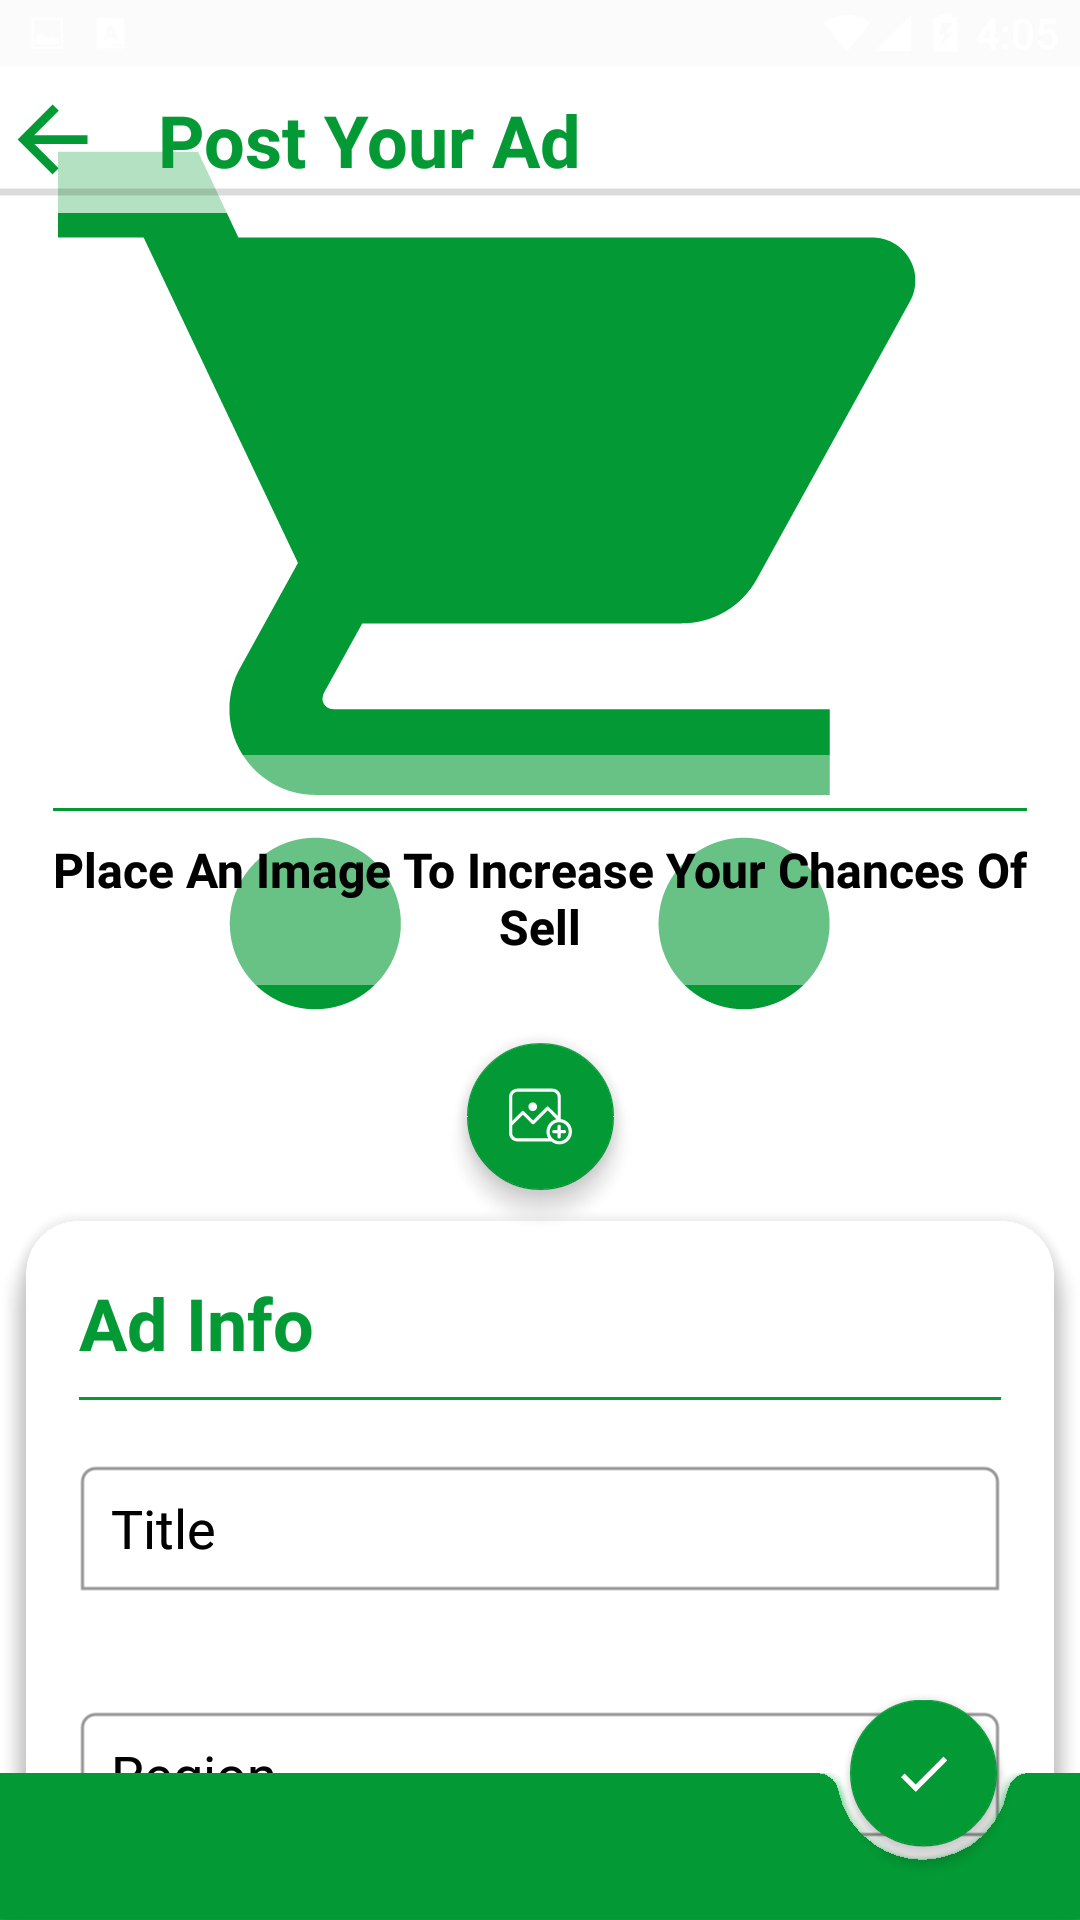 4:05
Post Your Ad
Place An Image To Increase Your Chances Of
Sell
Ad Info
Title
Region